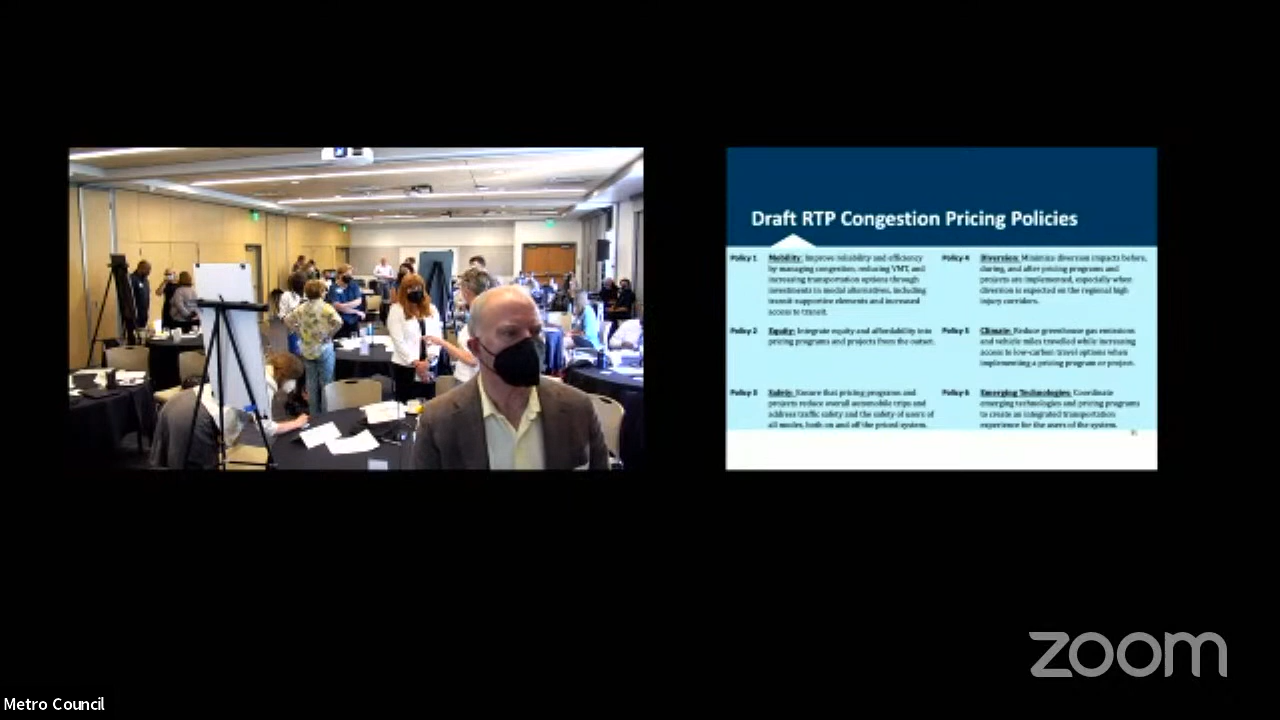 Draft RTP Congestion Pricing Policies
Policy 1
Mobility: Improve reliability and efficiency
by managing congestion, reducing VMT, and
increasing transportation options through
investments in modal alternatives, including
transit-supportive elements and increased
access to transit.
Policy 2
Equity: Integrate equity and affordability into
pricing programs and projects from the outset.
Policy 3
Safety: Ensure that pricing programs and
projects reduce overall automobile trips and
address traffic safety and the safety of users of
all modes, both on and off the priced system.
Policy 4
Diversion: Minimize diversion impacts before,
during, and after pricing programs and
projects are implemented, especially when
diversion is expected on the regional high
injury corridors.
Policy 5
Climate: Reduce greenhouse gas emissions
and vehicle miles travelled while increasing
access to low-carbon travel options when
implementing a pricing program or project.
Policy 6
Emerging Technologies: Coordinate
emerging technologies and pricing programs
to create an integrated transportation
experience for the users of the system.
zoom
Metro Council